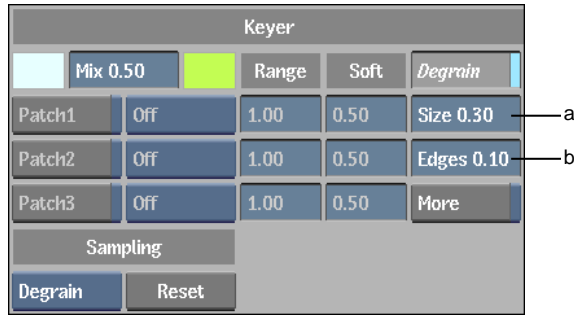 Keyer
Mix 0.50 Range Soft Degrain
Patch1 Off 1.00 0.50 Size 0.30 a
Patch2 Off 1.00 0.50 Edges 0.10 b
Patch3 Off 1.00 0.50 More
Sampling
Degrain Reset